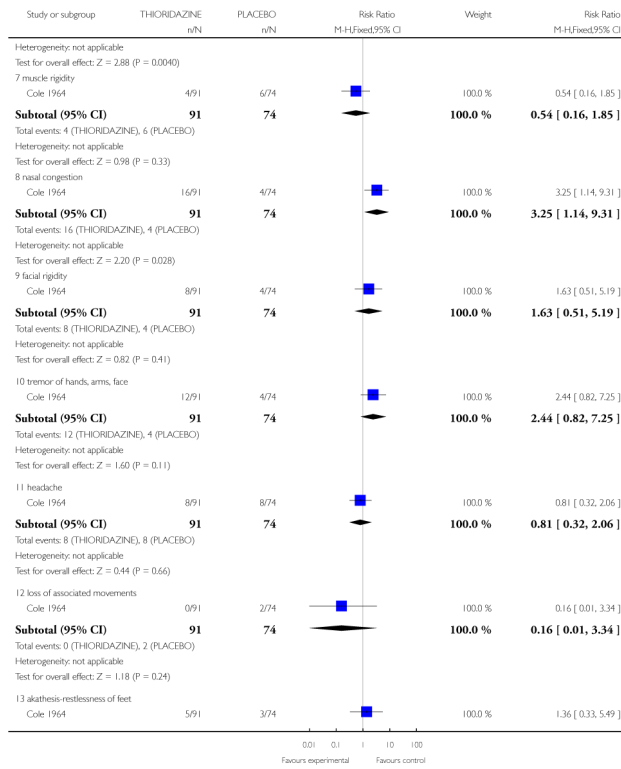 Study or subgroup THIORIDAZINE PLACEBO Risk Ratio Weight Risk Ratio
n/N n/N M-H,Fixed,95% CI M-H,Fixed,95% CI
Heterogeneity: not applicable
Test for overall effect: Z = 2.88 (P = 0.0040)
7 muscle rigidity
Cole 1964 4/91 6/74 100.0 % 0.54 [ 0.16, 1.85 ]
Subtotal (95% CI) 91 74 100.0 % 0.54 [ 0.16, 1.85 ]
Total events: 4 (THIORIDAZINE), 6 (PLACEBO)
Heterogeneity: not applicable
Test for overall effect: Z = 0.98 (P = 0.33)
8 nasal congestion
Cole 1964 16/91 4/74 100.0 % 3.25 [ 1.14, 9.31 ]
Subtotal (95% CI) 91 74 100.0 % 3.25 [ 1.14, 9.31 ]
Total events: 16 (THIORIDAZINE), 4 (PLACEBO)
Heterogeneity: not applicable
Test for overall effect: Z = 2.20 (P = 0.028)
9 facial rigidity
Cole 1964 8/91 4/74 100.0 % 1.63 [ 0.51, 5.19 ]
Subtotal (95% CI) 91 74 100.0 % 1.63 [ 0.51, 5.19 ]
Total events: 8 (THIORIDAZINE), 4 (PLACEBO)
Heterogeneity: not applicable
Test for overall effect: Z = 0.82 (P = 0.41)
10 tremor of hands, arms, face
Cole 1964 12/91 4/74 100.0 % 2.44 [ 0.82, 7.25 ]
Subtotal (95% CI) 91 74 100.0 % 2.44 [ 0.82, 7.25 ]
Total events: 12 (THIORIDAZINE), 4 (PLACEBO)
Heterogeneity: not applicable
Test for overall effect: Z = 1.60 (P = 0.11)
11 headache
Cole 1964 8/91 8/74 100.0 % 0.81 [ 0.32, 2.06 ]
Subtotal (95% CI) 91 74 100.0 % 0.81 [ 0.32, 2.06 ]
Total events: 8 (THIORIDAZINE), 8 (PLACEBO)
Heterogeneity: not applicable
Test for overall effect: Z = 0.44 (P = 0.66)
12 loss of associated movements
Cole 1964 0/91 2/74 100.0 % 0.16 [ 0.01, 3.34 ]
Subtotal (95% CI) 91 74 100.0 % 0.16 [ 0.01, 3.34 ]
Total events: 0 (THIORIDAZINE), 2 (PLACEBO)
Heterogeneity: not applicable
Test for overall effect: Z = 1.18 (P = 0.24)
13 akathesis-restlessness of feet
Cole 1964 5/91 3/74 100.0 % 1.36 [ 0.33, 5.49 ]
0.01 0.1 1 10 100
Favours experimental Favours control